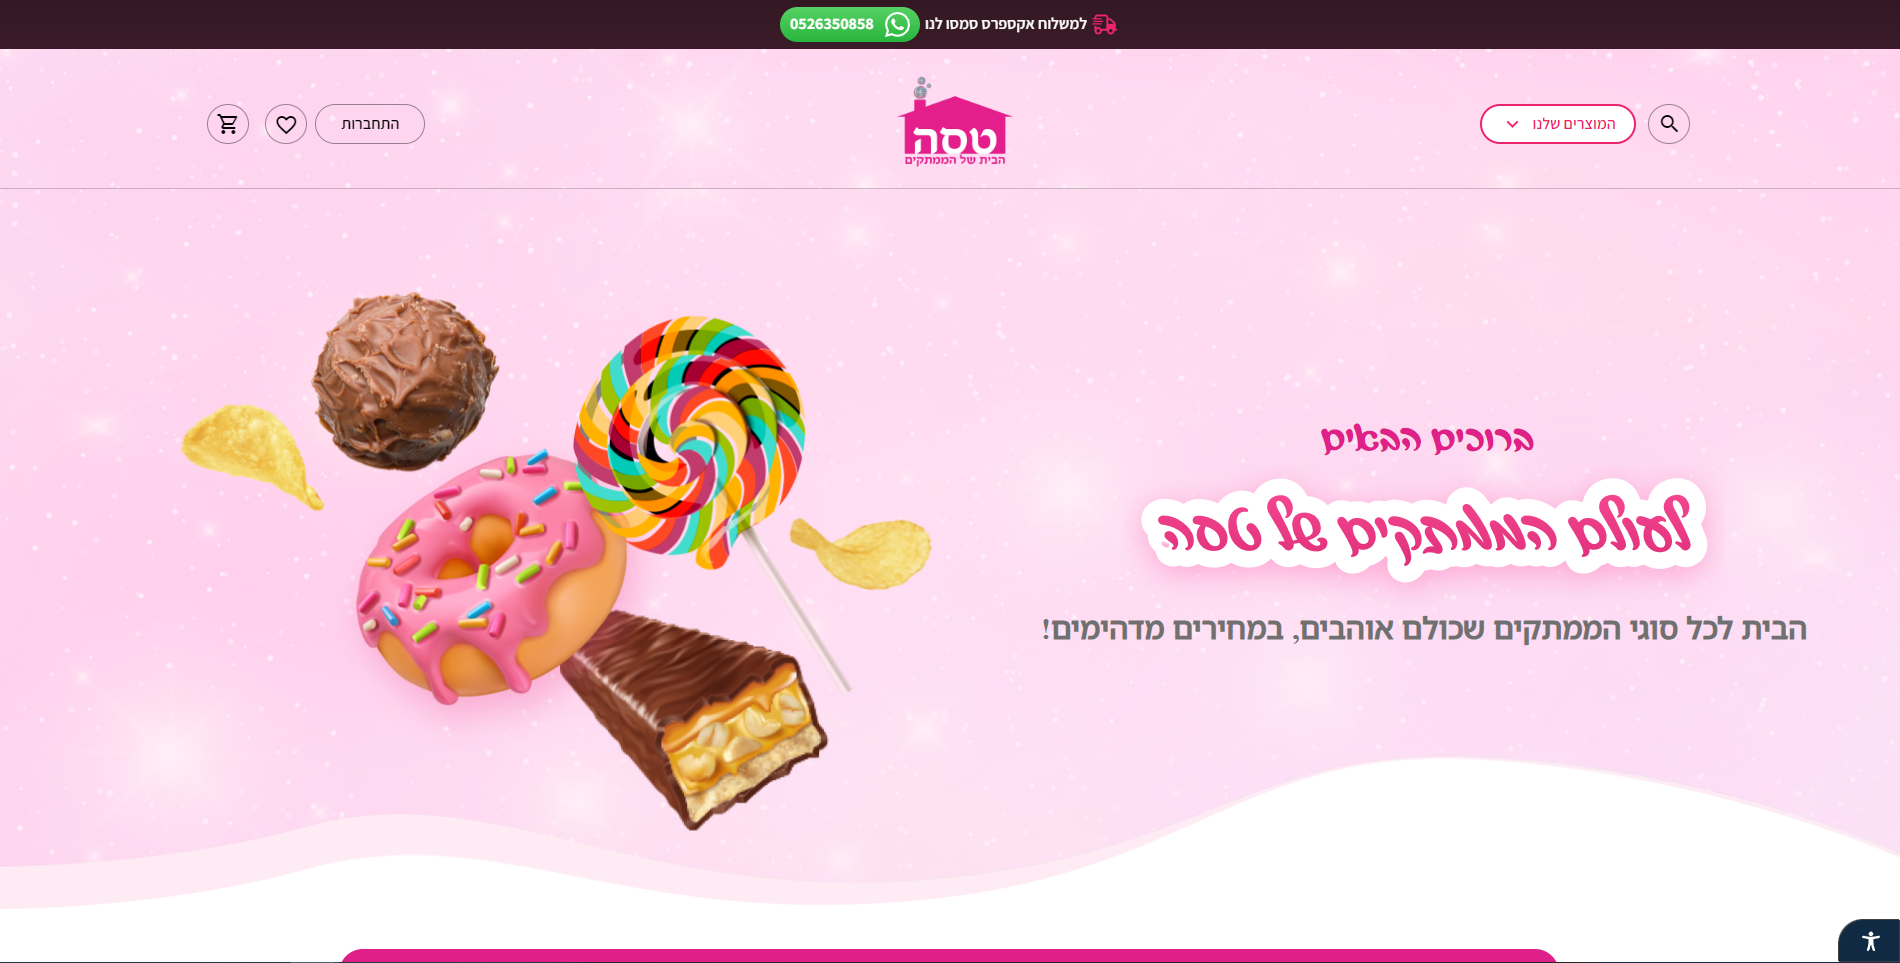 למשלוח אקספרס סמסו לנו 0526350858
המוצרים שלנו
טסה
הבית של הממתקים
התחברות
ברוכים הבאים
לעולם הממתקים של טסה
הבית לכל סוגי הממתקים שכולם אוהבים, במחירים מדהימים!